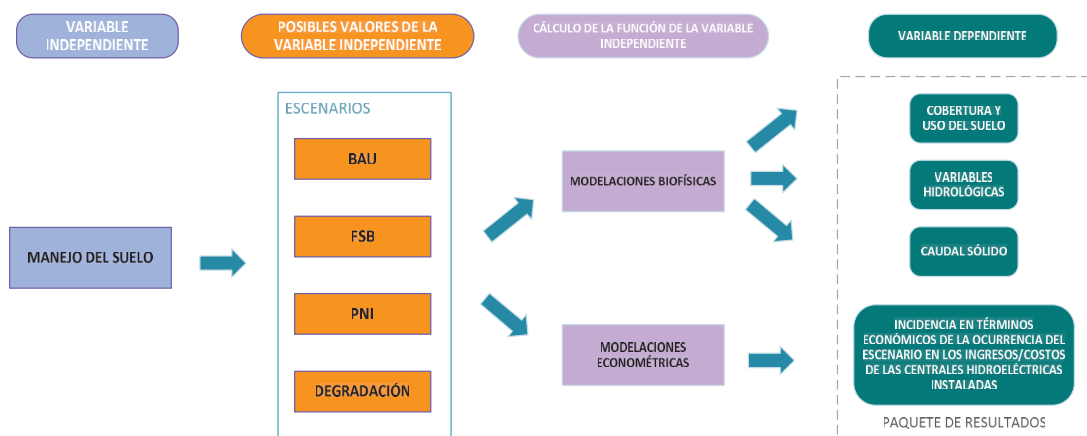 VARIABLE
INDEPENDIENTE
POSIBLES VALORES DE LA
VARIABLE INDEPENDIENTE
CÁLCULO DE LA FUNCIÓN DE LA VARIABLE
INDEPENDIENTE
VARIABLE DEPENDIENTE
MANEJO DEL SUELO
ESCENARIOS
BAU
FSB
PNI
DEGRADACIÓN
MODELACIONES BIOFÍSICAS
MODELACIONES
ECONOMÉTRICAS
COBERTURA Y
USO DEL SUELO
VARIABLES
HIDROLÓGICAS
CAUDAL SÓLIDO
INCIDENCIA EN TÉRMINOS
ECONÓMICOS DE LA OCURRENCIA DEL
ESCENARIO EN LOS INGRESOS/COSTOS
DE LAS CENTRALES HIDROELÉCTRICAS
INSTALADAS
PAQUETE DE RESULTADOS